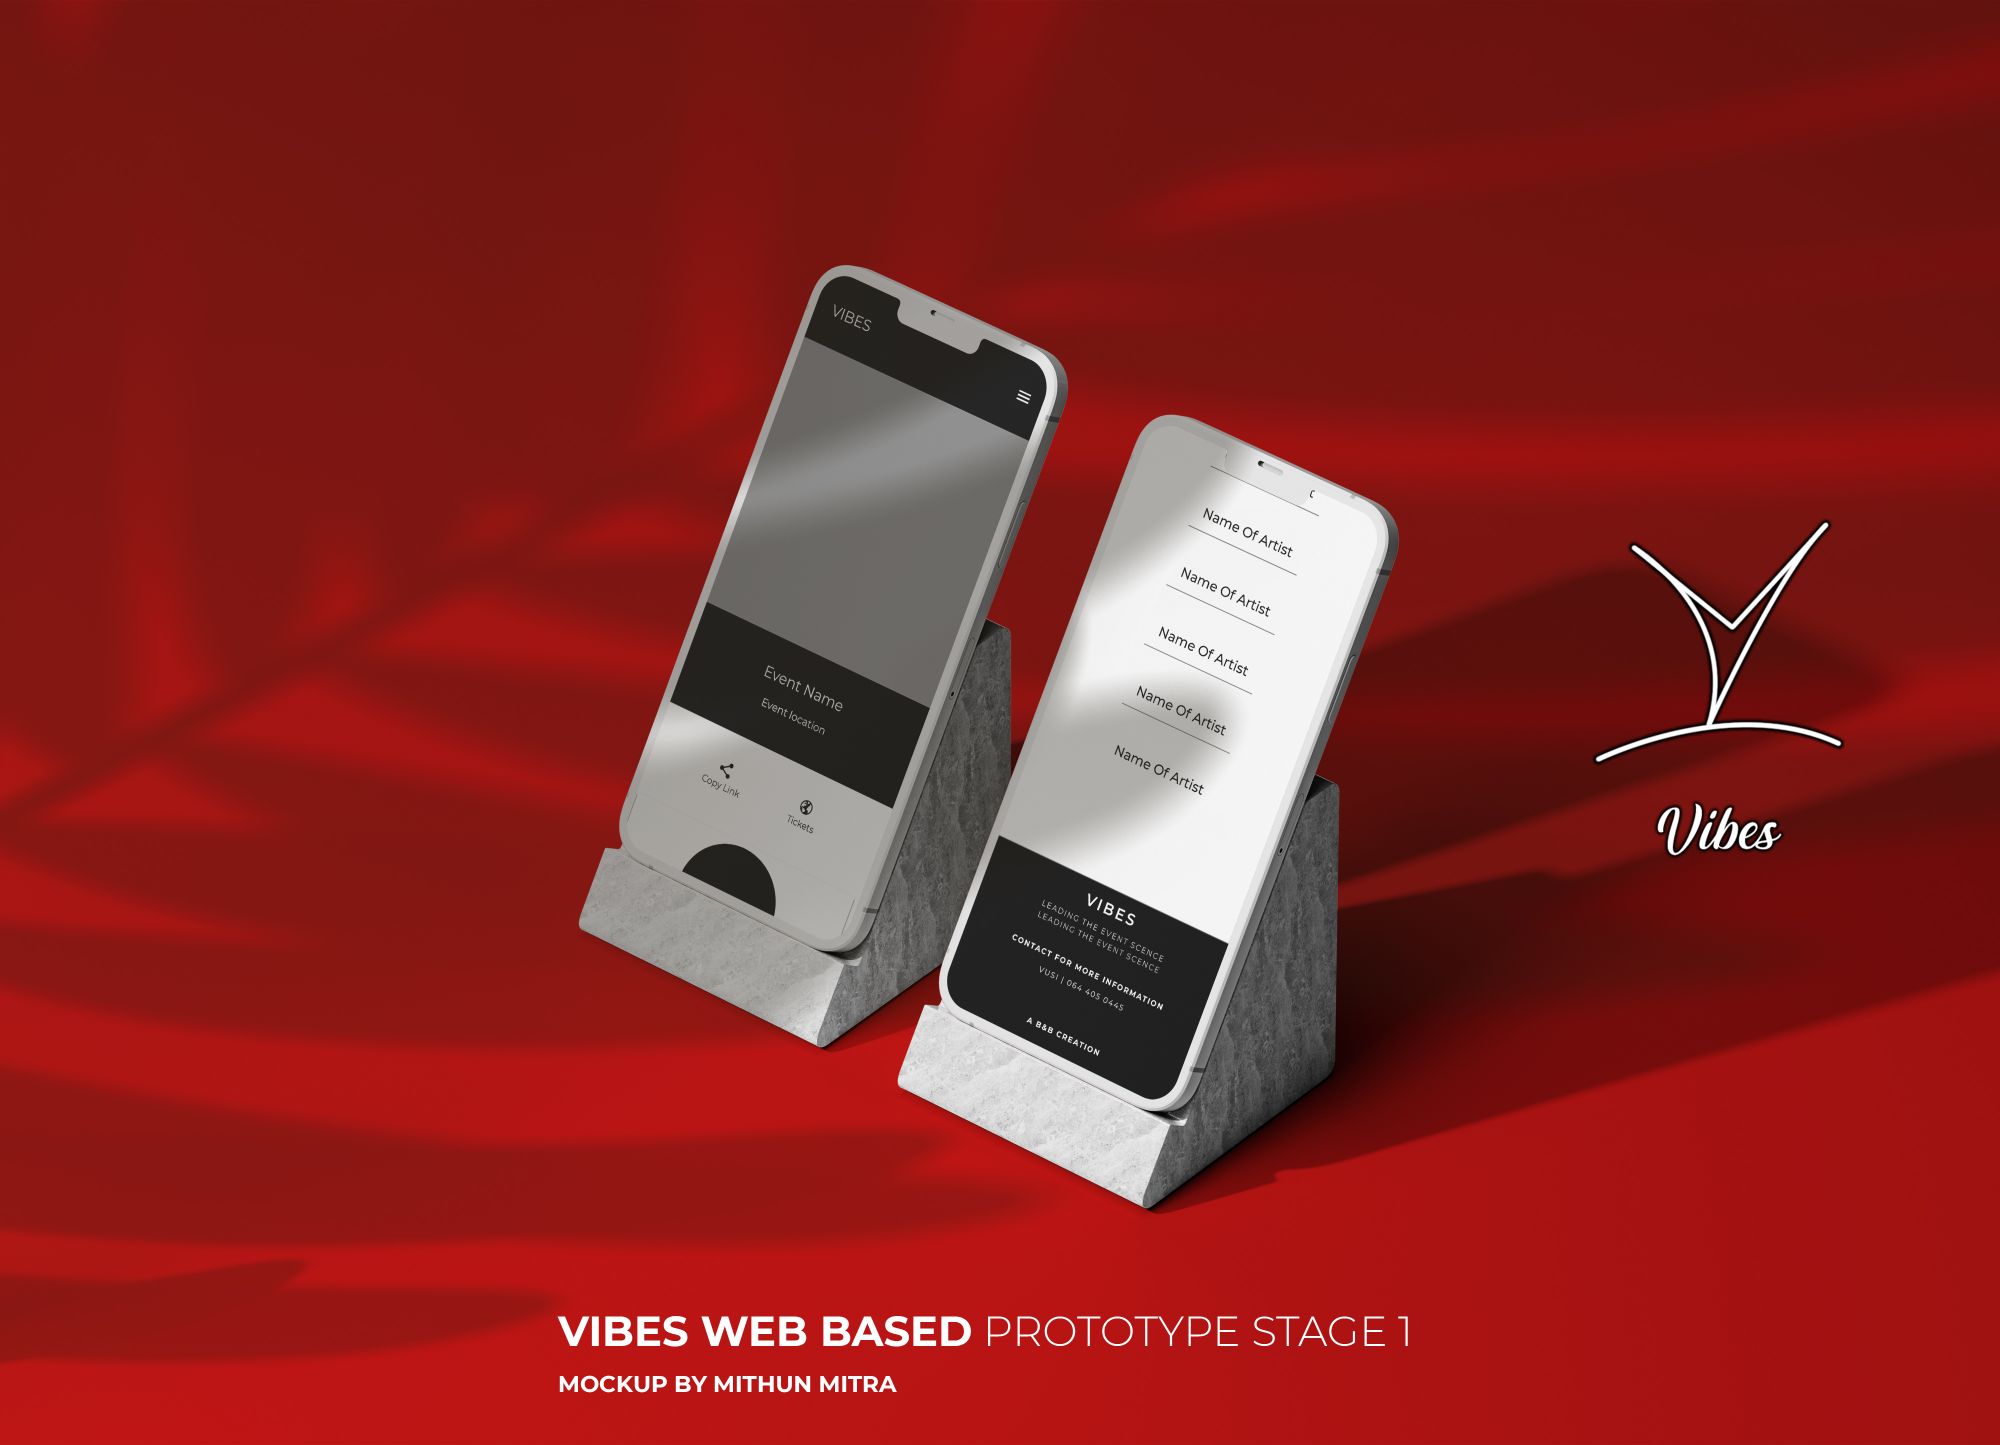 VIBES
Event Name
Event location
Copy Link
Tickets
Name Of Artist
Name Of Artist
Name Of Artist
Name Of Artist
Name Of Artist
VIBES
LEADING THE EVENT SCENCE
LEADING THE EVENT SCENCE
CONTACT FOR MORE INFORMATION
VUSI | 064 405 0445
A B&B CREATION
Vibes
VIBES WEB BASED PROTOTYPE STAGE 1
MOCKUP BY MITHUN MITRA